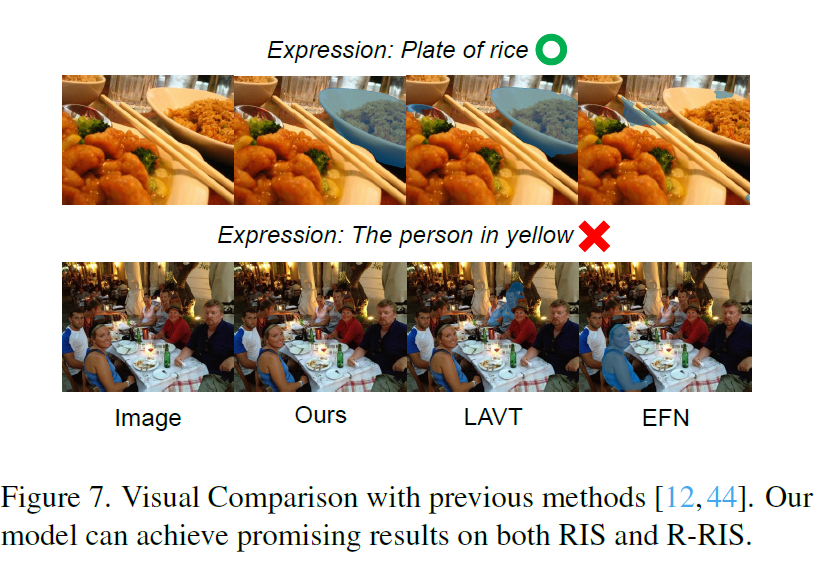 Expression: Plate of rice
Expression: The person in yellow
Image Ours LAVT EFN
Figure 7. Visual Comparison with previous methods [12, 44]. Our
model can achieve promising results on both RIS and R-RIS.